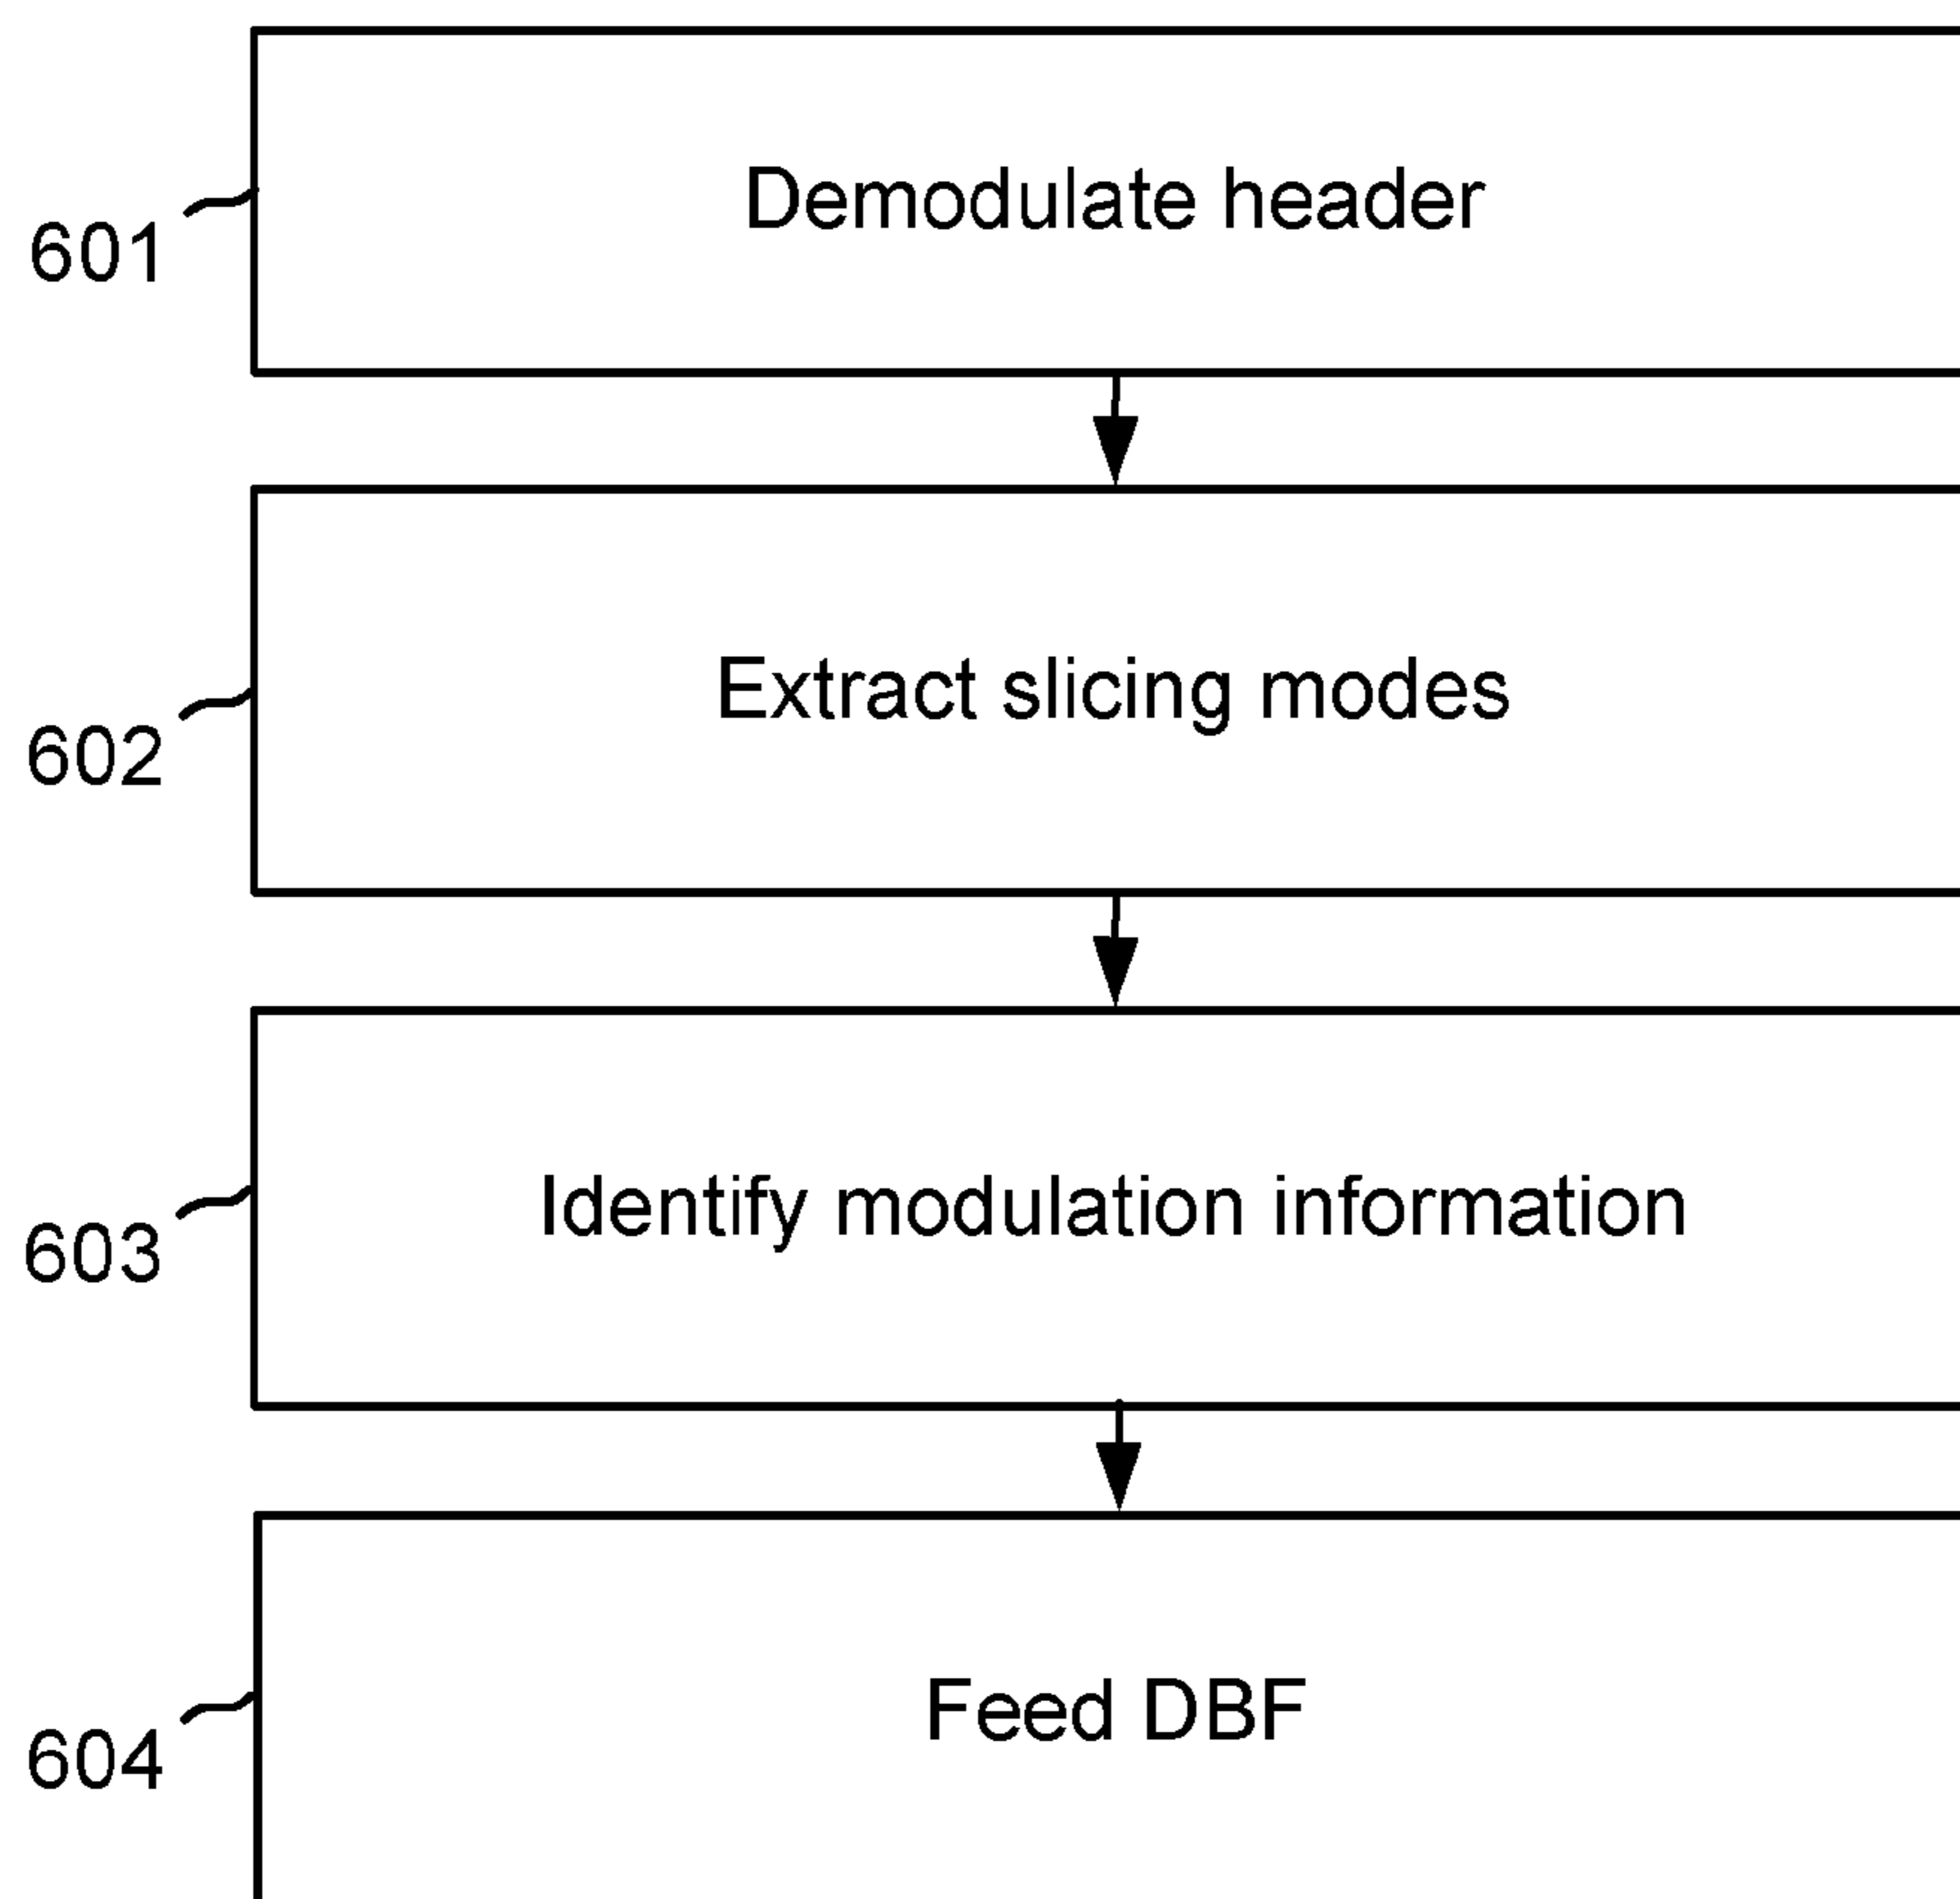 Demodulate header
601
Extract slicing modes
602
Identify modulation information
603
Feed DBF
604